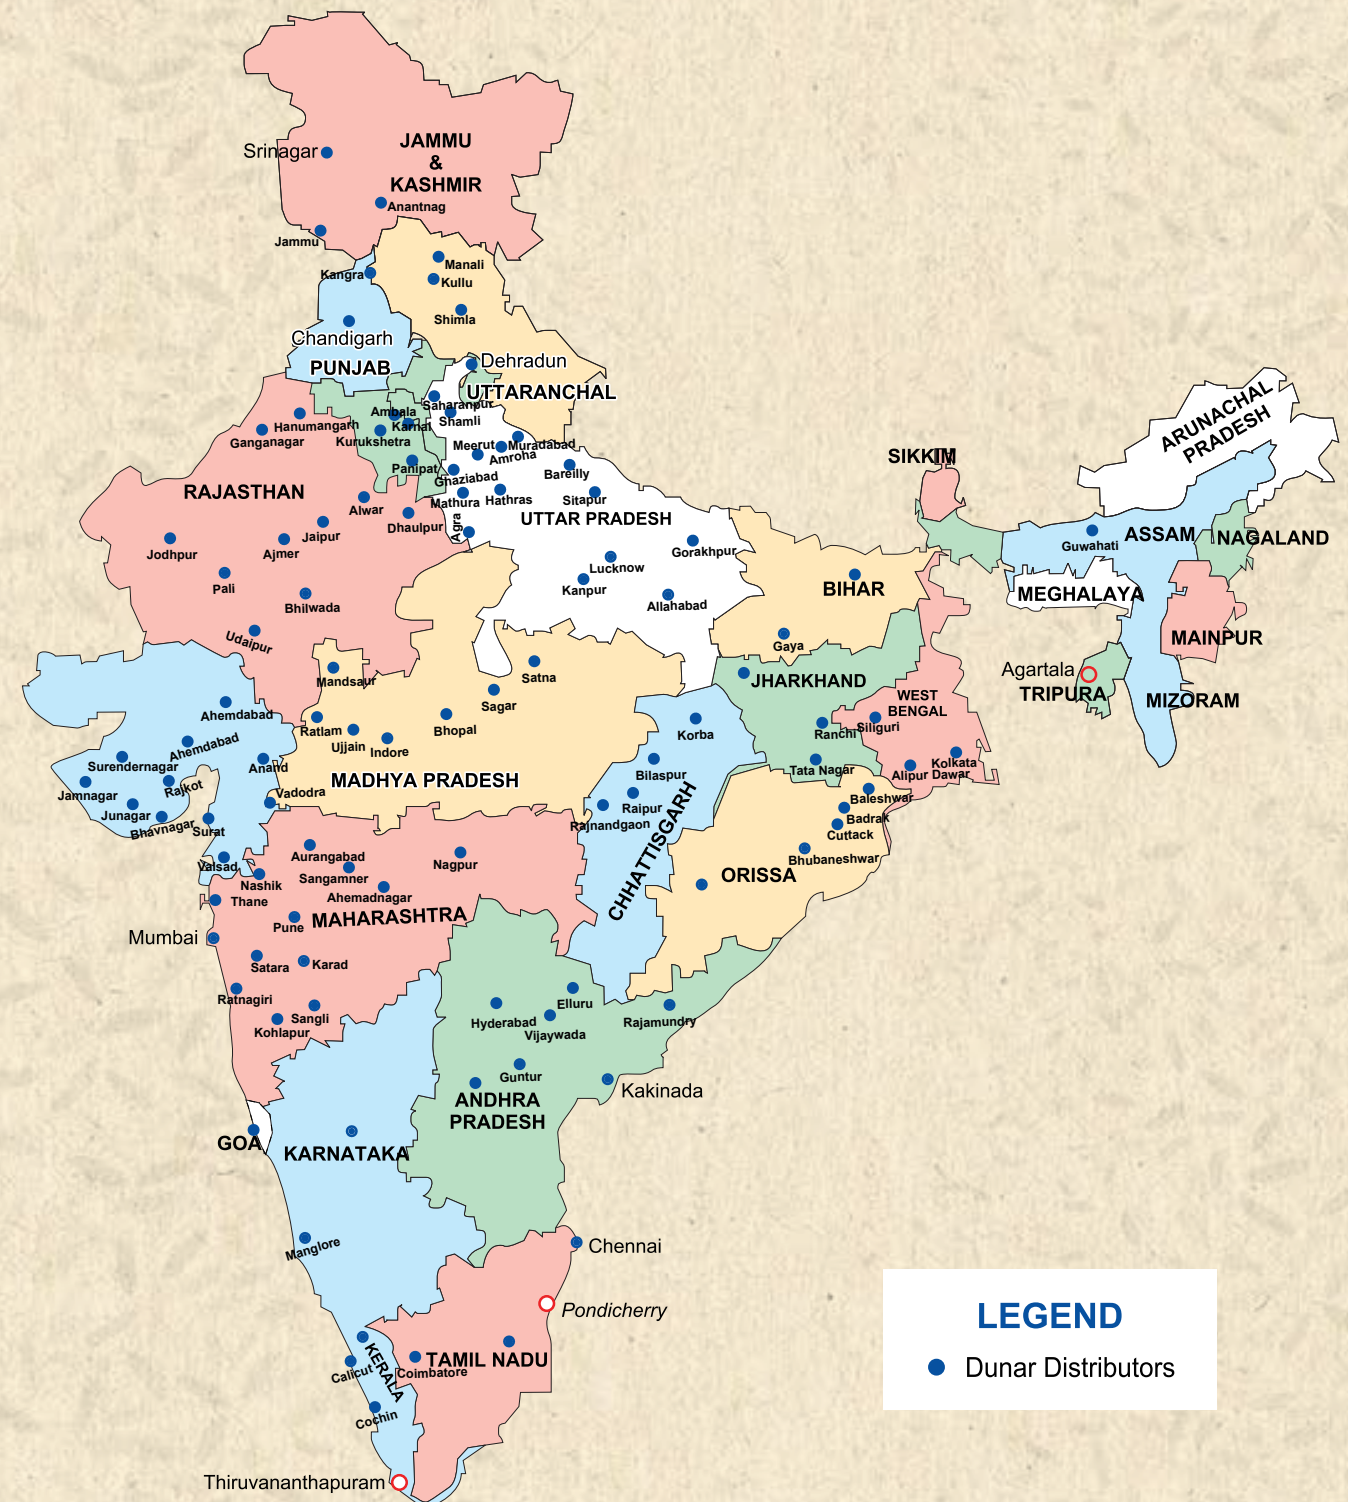 JAMMU
&
KASHMIR
Srinagar
Anantnag
Jammu
Kangra
Manali
Kullu
Shimla
Chandigarh
PUNJAB
Dehradun
UTTARANCHAL
Saharanpur
Shamli
Ambala
Karnal
Hanumangarh
Kurukshetra
Ganganagar
Panipat
Meerut
Muradabad
Amroha
Ghaziabad
Bareilly
Mathura
Hathras
Sitapur
Agra
UTTAR PRADESH
RAJASTHAN
Alwar
Dhaulpur
Jaipur
Jodhpur
Ajmer
Pali
Bhilwada
Udaipur
Gorakhpur
Lucknow
Kanpur
Allahabad
BIHAR
Gaya
SIKKIM
ARUNACHAL
PRADESH
ASSAM
Guwahati
NAGALAND
MEGHALAYA
MAINPUR
Agartala
TRIPURA
MIZORAM
Mandsaur
Satna
Sagar
Ratlam
Ujjain
Indore
Bhopal
MADHYA PRADESH
JHARKHAND
Ranchi
Tata Nagar
WEST
BENGAL
Siliguri
Kolkata
Alipur Dawar
Ahemdabad
Ahemdabad
Surendernagar
Anand
Jamnagar
Rajkot
Vadodra
Junagar
Bhavnagar
Surat
Valsad
Korba
Bilaspur
Raipur
Rajnandgaon
CHHATTISGARH
Baleshwar
Badrak
Cuttack
Bhubaneshwar
ORISSA
Aurangabad
Nagpur
Sangamner
Nashik
Ahemadnagar
Thane
Pune
MAHARASHTRA
Mumbai
Satara
Karad
Ratnagiri
Sangli
Kohlapur
Elluru
Hyderabad
Vijaywada
Rajamundry
Guntur
Kakinada
ANDHRA
PRADESH
GOA
KARNATAKA
Manglore
Chennai
Pondicherry
TAMIL NADU
Coimbatore
KERALA
Calicut
Cochin
Thiruvananthapuram
LEGEND
Dunar Distributors